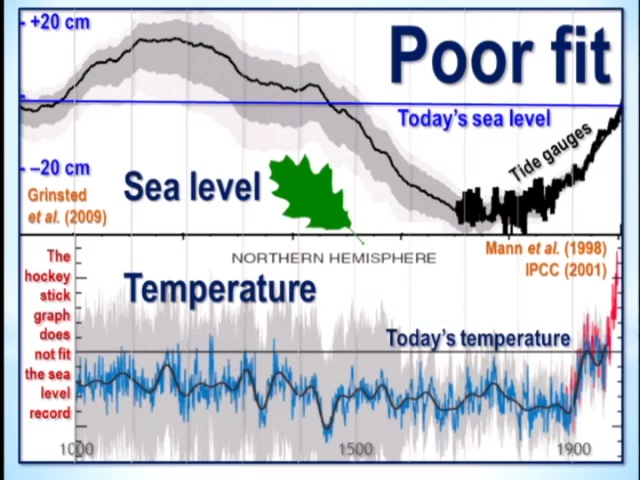 +20 cm
Poor fit
Today's sea level
Tide gauges
–20 cm
Grinsted
et al. (2009)
Sea level
Mann et al. (1998)
IPCC (2001)
NORTHERN HEMISPHERE
The
hockey
stick
graph
does
not fit
the sea
level
record
Temperature
Today's temperature
1000
1500
1900